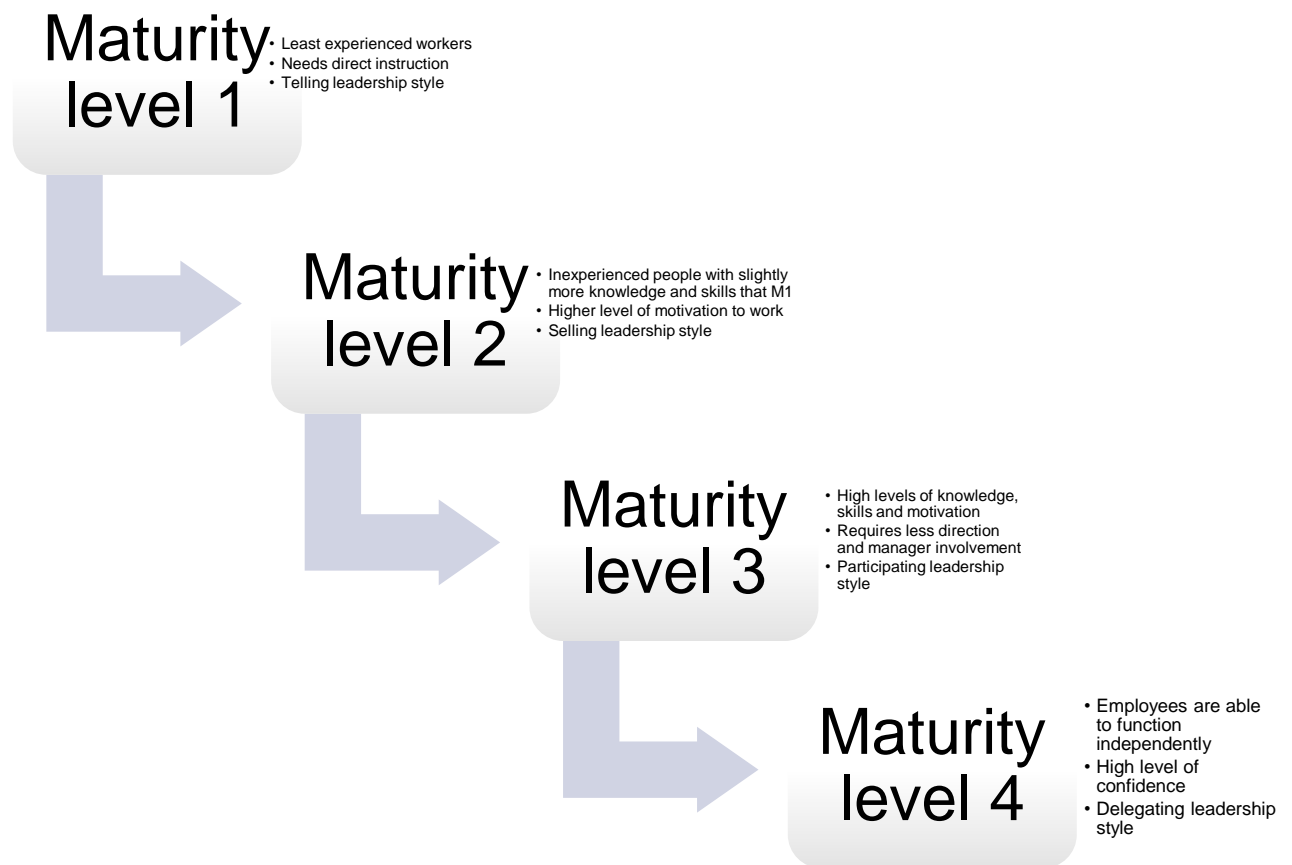 Maturity
level 1
• Least experienced workers
• Needs direct instruction
• Telling leadership style
Maturity
level 2
• Inexperienced people with slightly
more knowledge and skills that M1
• Higher level of motivation to work
• Selling leadership style
Maturity
level 3
• High levels of knowledge,
skills and motivation
• Requires less direction
and manager involvement
• Participating leadership
style
Maturity
level 4
• Employees are able
to function
independently
• High level of
confidence
• Delegating leadership
style